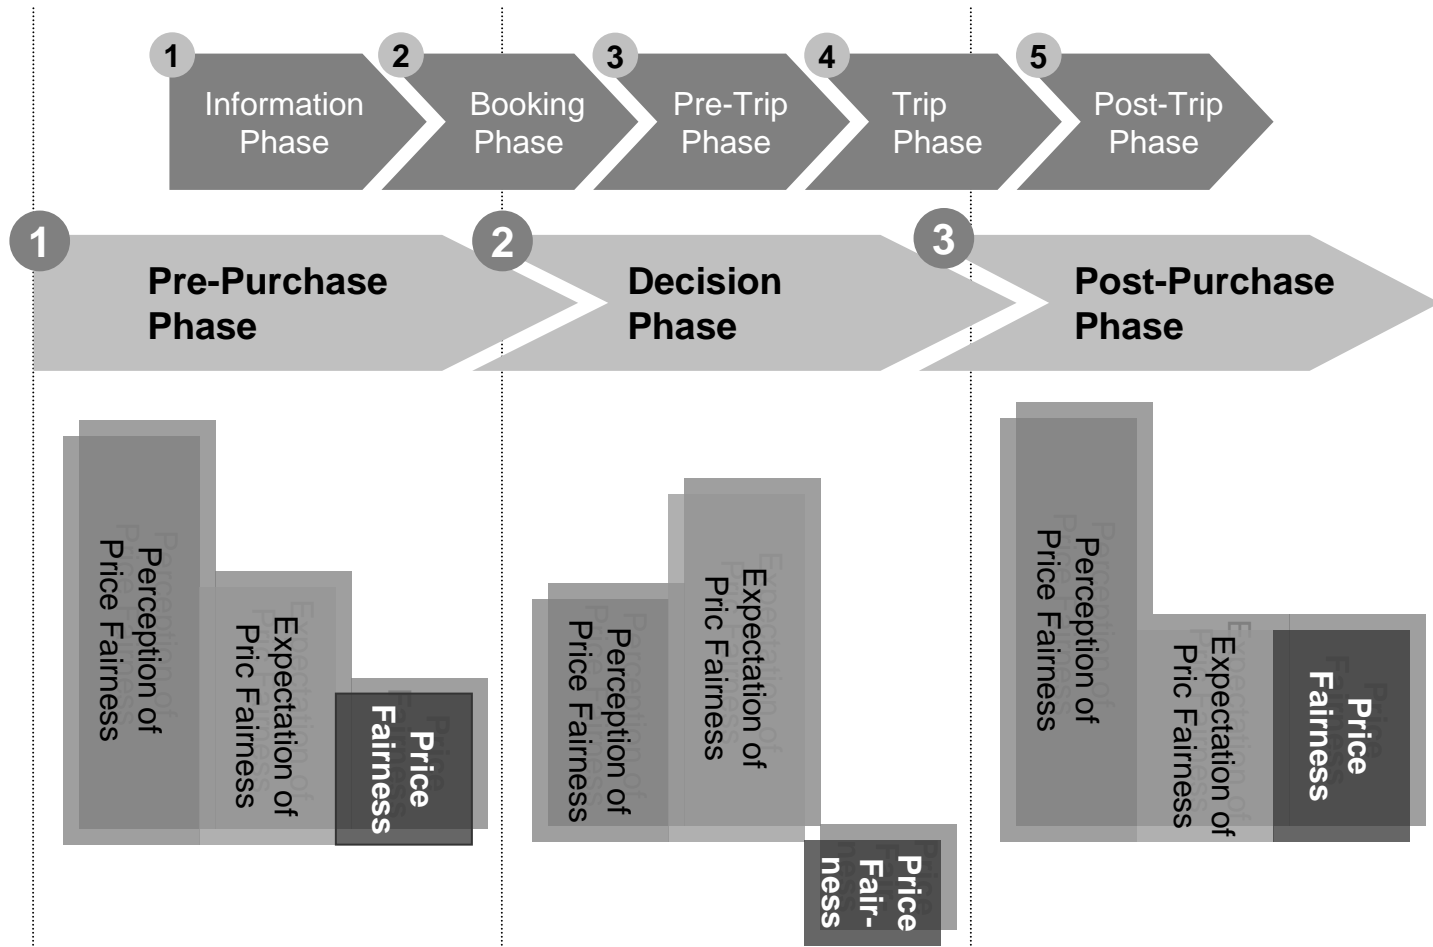 1
Information
Phase
2
Booking
Phase
3
Pre-Trip
Phase
4
Trip
Phase
5
Post-Trip
Phase
1
Pre-Purchase
Phase
2
Decision
Phase
3
Post-Purchase
Phase
Perception of
Price Fairness
Expectation of
Pric Fairness
Price
Fairness
Perception of
Price Fairness
Expectation of
Pric Fairness
Price
Fair-
ness
Perception of
Price Fairness
Expectation of
Pric Fairness
Price
Fairness